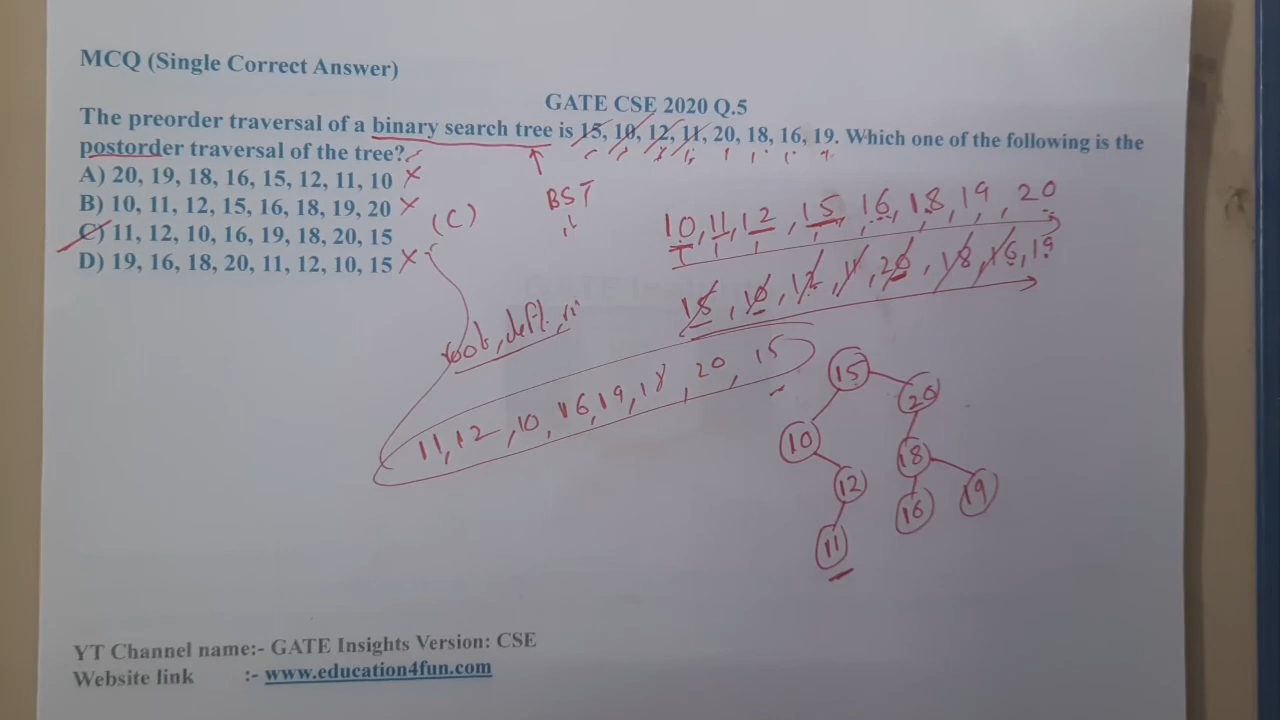 MCQ (Single Correct Answer)
GATE CSE 2020 Q.5
The preorder traversal of a binary search tree is 15, 10, 12, 11, 20, 18, 16, 19. Which one of the following is the
postorder traversal of the tree?
A) 20, 19, 18, 16, 15, 12, 11, 10
B) 10, 11, 12, 15, 16, 18, 19, 20
C) 11, 12, 10, 16, 19, 18, 20, 15
D) 19, 16, 18, 20, 11, 12, 10, 15
BST
(C)
10, 11, 12, 15, 16, 18, 19, 20
15, 10, 12, 11, 20, 18, 16, 19
root, left,
11, 12, 10, 16, 19, 18, 20, 15
15
20
10
18
12
16
19
11
YT Channel name:- GATE Insights Version: CSE
Website link :- www.education4fun.com